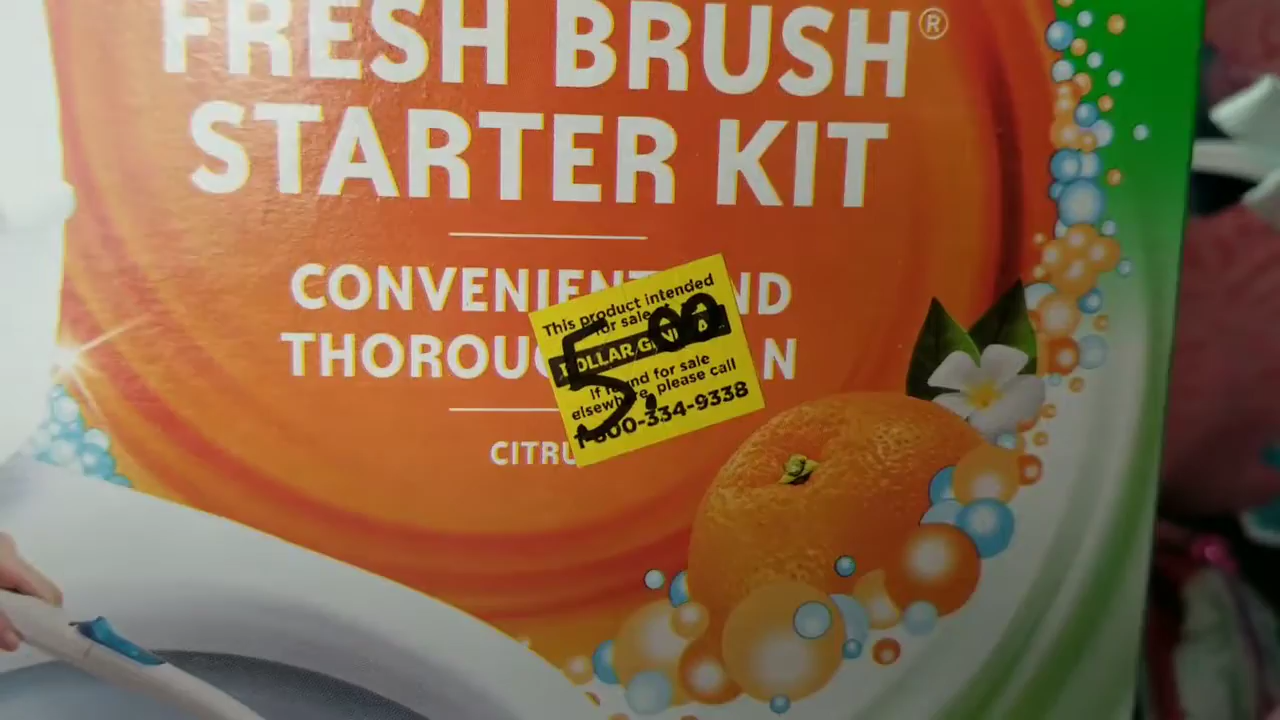 FRESH BRUSH®
STARTER KIT
CONVENIENT AND
THOROU N
CITRU
This product intended
for sale
DOLLAR GENERAL
If found for sale
elsewhere, please call
1-800-334-9338
5.00